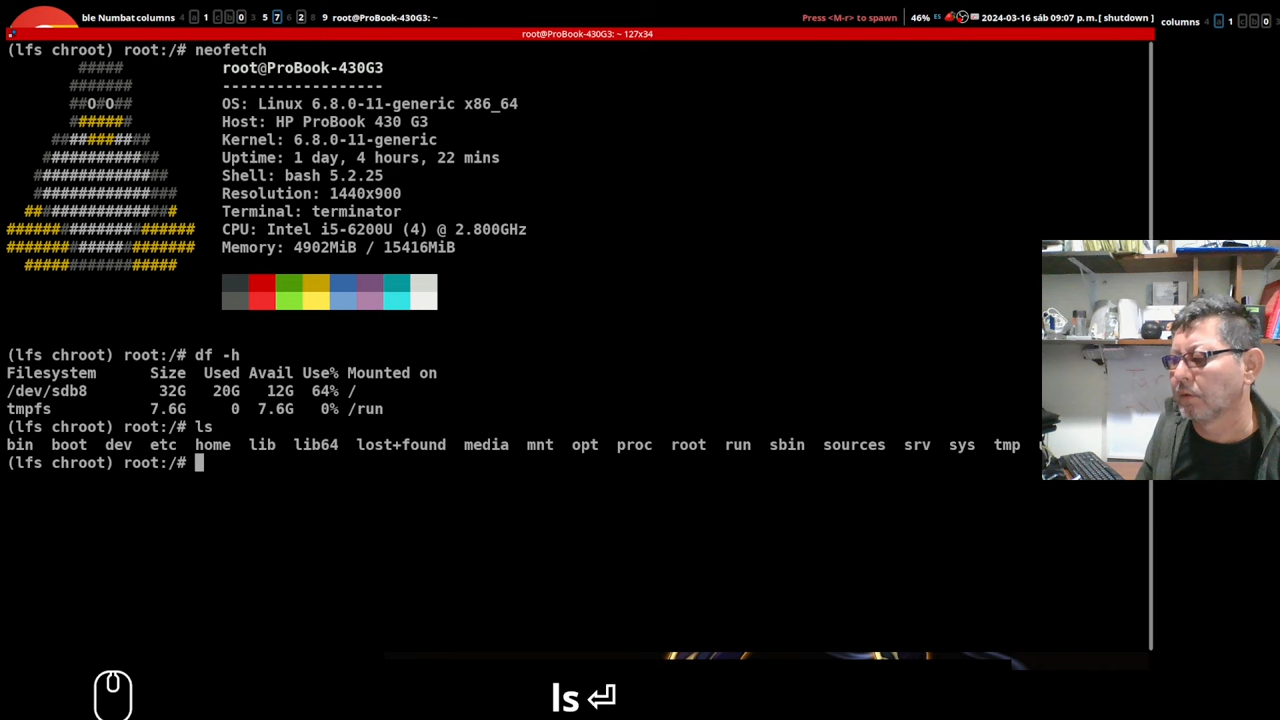 ble Numbat columns 4 a 1 c b 0 3 5 7 6 2 8 9 root@ProBook-430G3: ~ Press <M-r> to spawn 46% ES 2024-03-16 sáb 09:07 p.m. [ shutdown ] columns 4 a 1 c b 0
root@ProBook-430G3: ~ 127x34
(lfs chroot) root:/# neofetch
#####
#######
##O#O##
#######
###########
#############
###############
################
#################
#####################
#####################
#################
root@ProBook-430G3
------------------
OS: Linux 6.8.0-11-generic x86_64
Host: HP ProBook 430 G3
Kernel: 6.8.0-11-generic
Uptime: 1 day, 4 hours, 22 mins
Shell: bash 5.2.25
Resolution: 1440x900
Terminal: terminator
CPU: Intel i5-6200U (4) @ 2.800GHz
Memory: 4902MiB / 15416MiB
(lfs chroot) root:/# df -h
Filesystem Size Used Avail Use% Mounted on
/dev/sdb8 32G 20G 12G 64% /
tmpfs 7.6G 0 7.6G 0% /run
(lfs chroot) root:/# ls
bin boot dev etc home lib lib64 lost+found media mnt opt proc root run sbin sources srv sys tmp
(lfs chroot) root:/#
ls ⏎